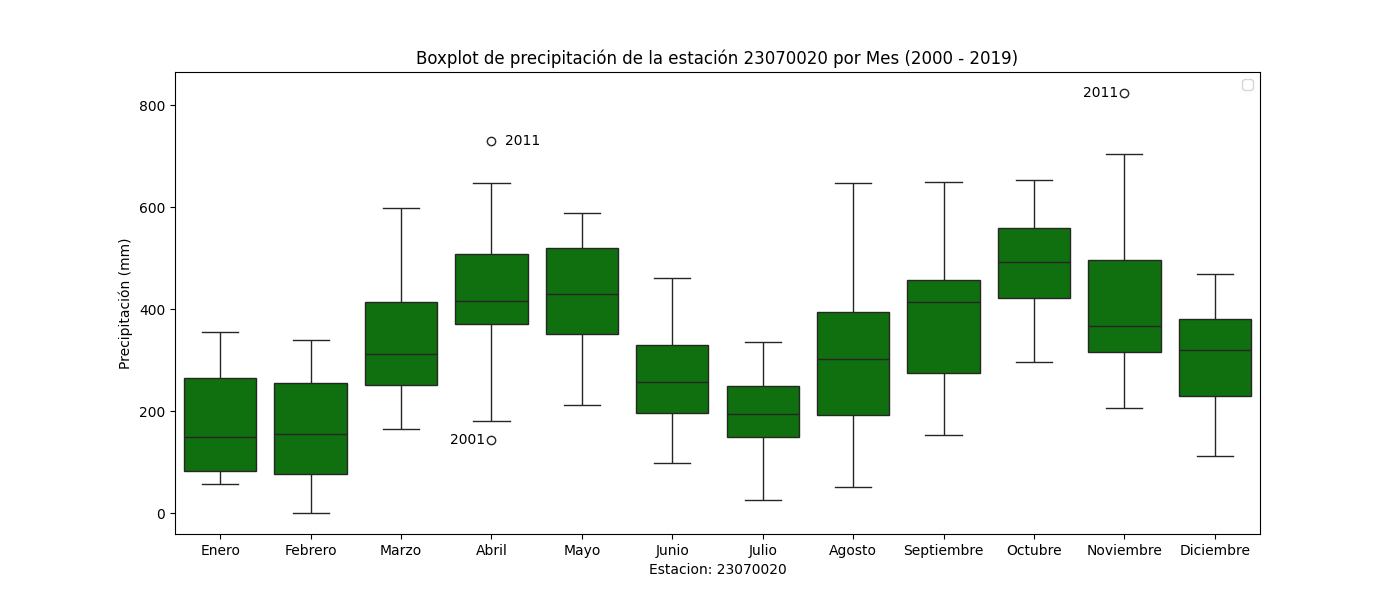 Boxplot de precipitación de la estación 23070020 por Mes (2000 - 2019)
Precipitación (mm)
800
600
400
200
0
2011
2011
2001
Enero Febrero Marzo Abril Mayo Junio Julio Agosto Septiembre Octubre Noviembre Diciembre
Estacion: 23070020